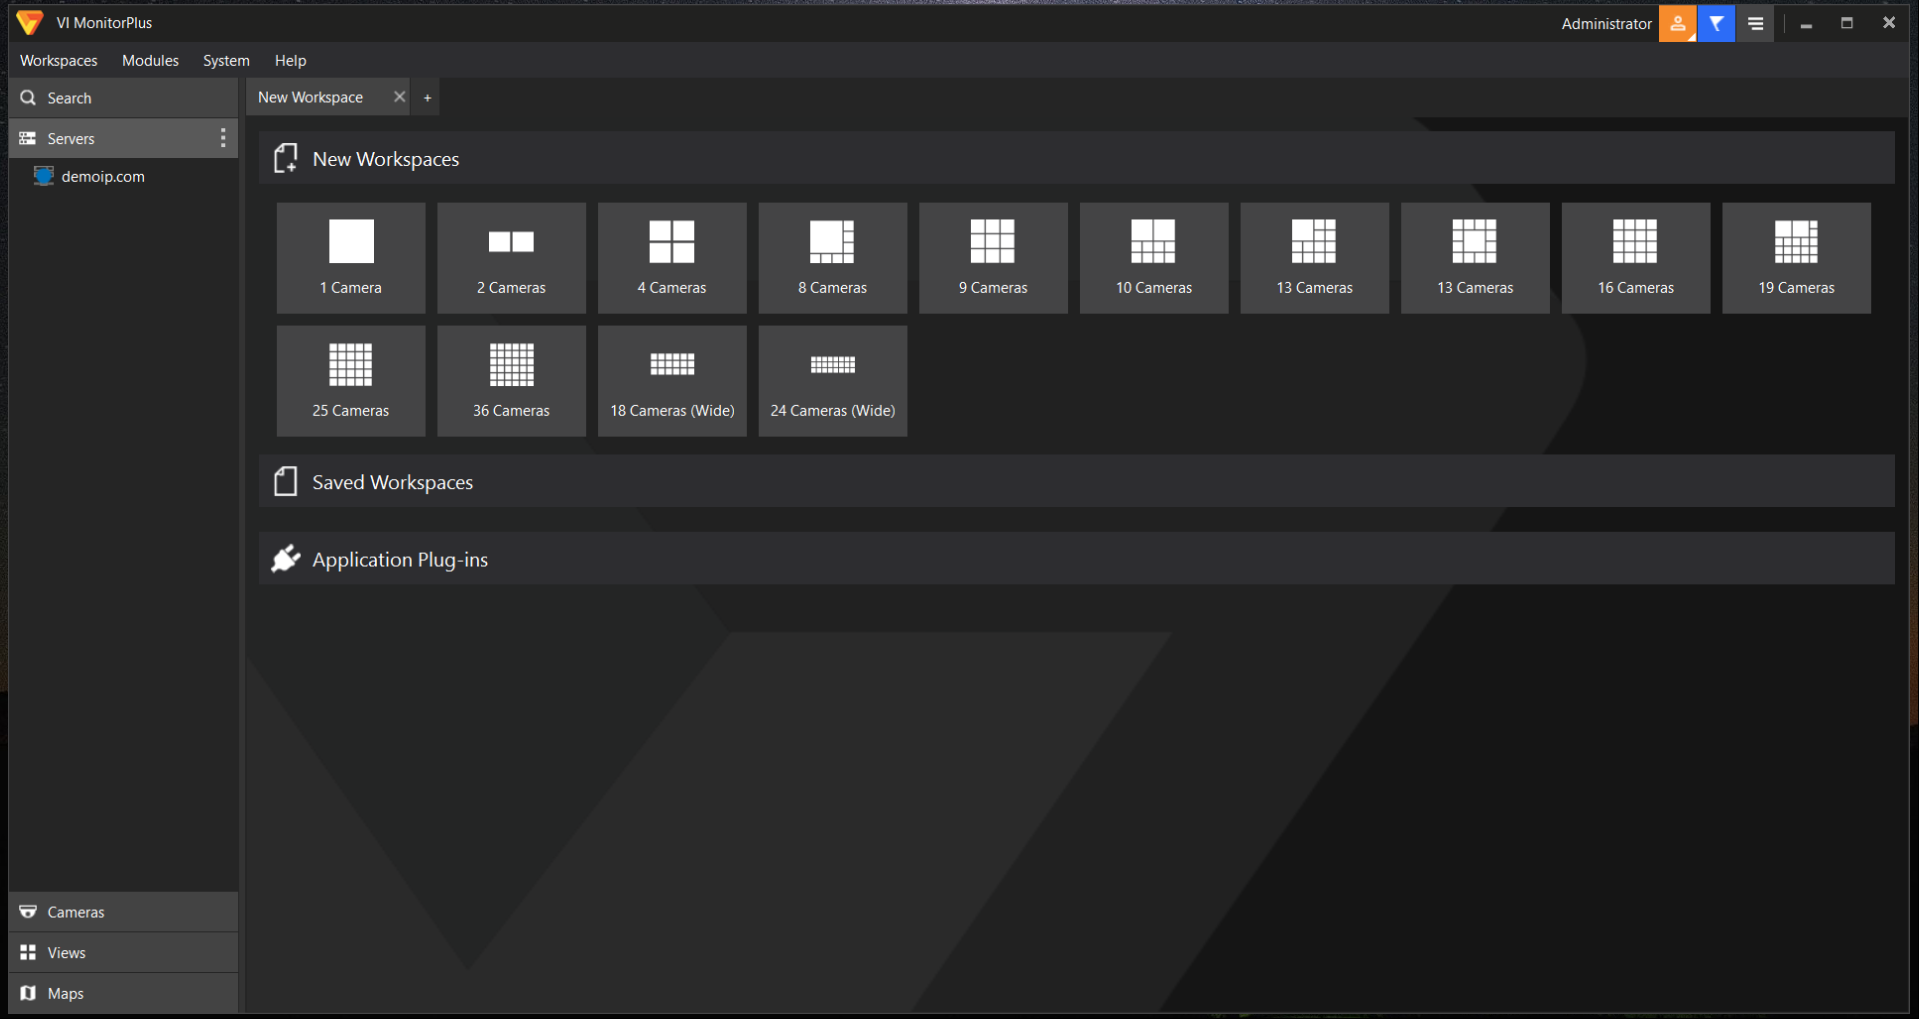 VI MonitorPlus
Administrator
Workspaces Modules System Help
Search
New Workspace
+
Servers
demoip.com
New Workspaces
1 Camera
2 Cameras
4 Cameras
8 Cameras
9 Cameras
10 Cameras
13 Cameras
13 Cameras
16 Cameras
19 Cameras
25 Cameras
36 Cameras
18 Cameras (Wide)
24 Cameras (Wide)
Saved Workspaces
Application Plug-ins
Cameras
Views
Maps